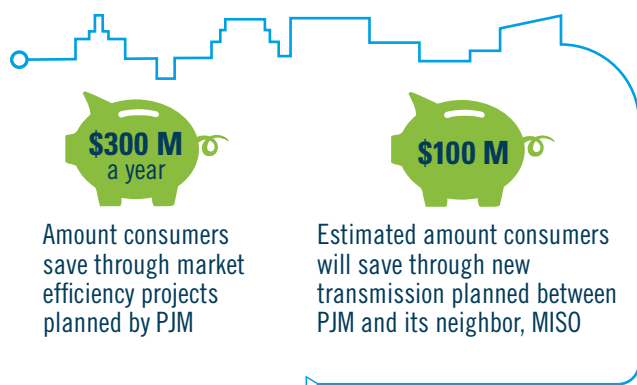 $300 M
a year
Amount consumers
save through market
efficiency projects
planned by PJM
$100 M
Estimated amount consumers
will save through new
transmission planned between
PJM and its neighbor, MISO